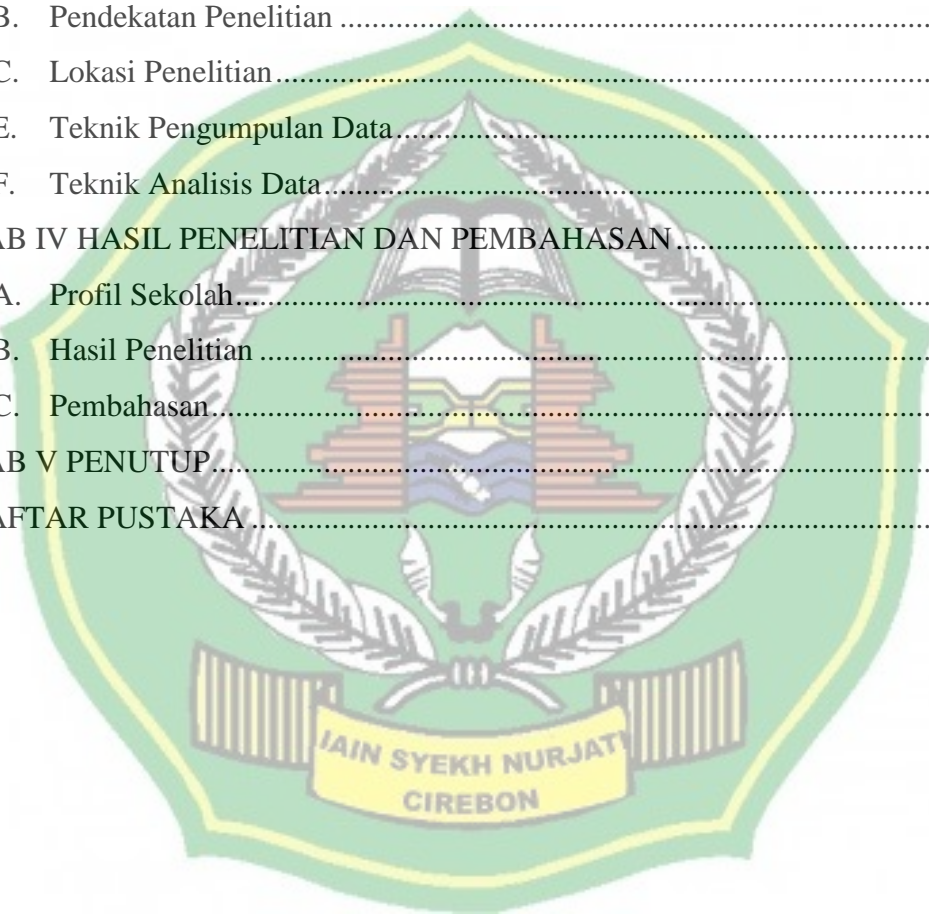 B. Pendekatan Penelitian ........................................................................
C. Lokasi Penelitian ........................................................................
E. Teknik Pengumpulan Data ........................................................................
F. Teknik Analisis Data ........................................................................
AB IV HASIL PENELITIAN DAN PEMBAHASAN ........................................
A. Profil Sekolah ........................................................................
B. Hasil Penelitian ........................................................................
C. Pembahasan ........................................................................
AB V PENUTUP ........................................................................
AFTAR PUSTAKA ........................................................................
IAIN SYEKH NURJATI
CIREBON